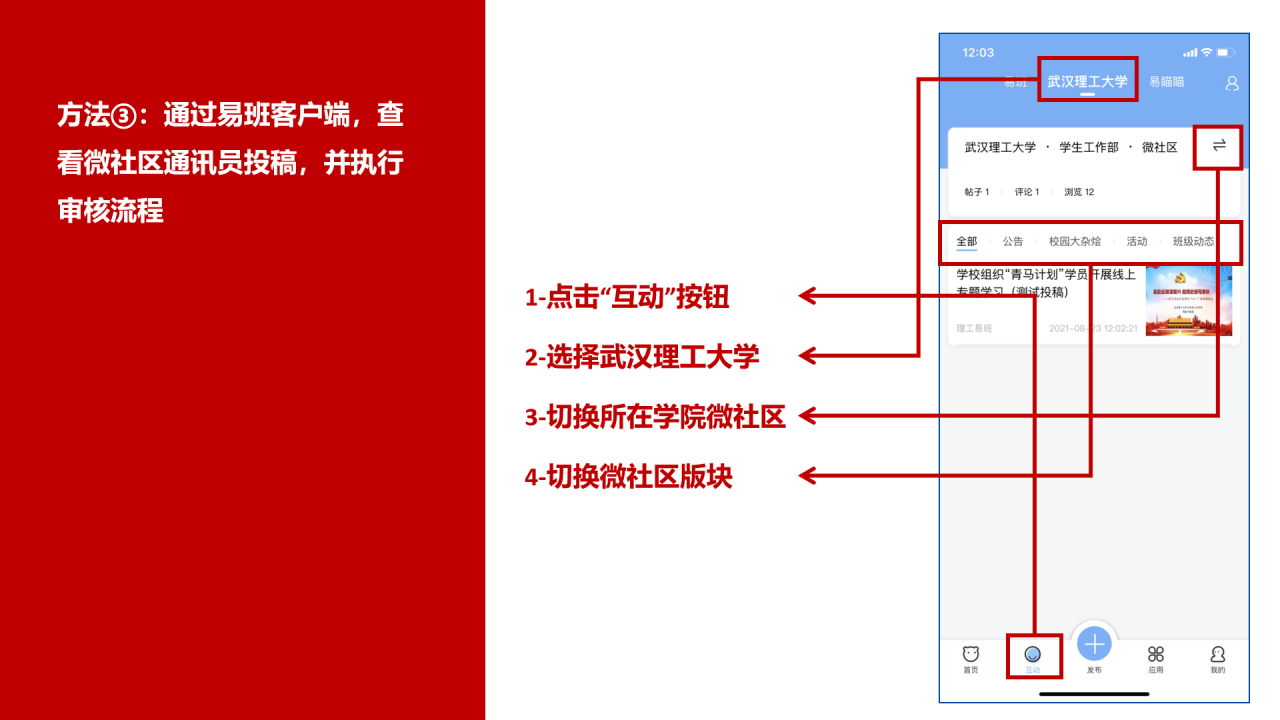 方法③：通过易班客户端，查
看微社区通讯员投稿，并执行
审核流程
1-点击“互动”按钮
2-选择武汉理工大学
3-切换所在学院微社区
4-切换微社区版块
12:03
易班 武汉理工大学 易瞄瞄
武汉理工大学 · 学生工作部 · 微社区
帖子 1 评论 1 浏览 12
全部 公告 校园大杂烩 活动 班级动态
学校组织“青马计划”学员开展线上
专题学习（测试投稿）
理工易班 2021-08-23 12:02:21
首页 互动 发布 应用 我的